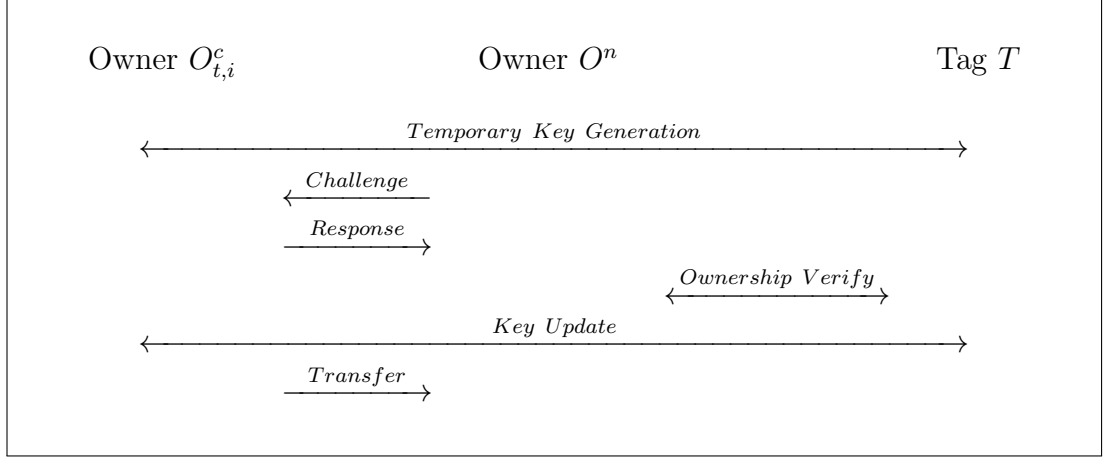 Owner $O^c_{t,i}$ Owner $O^n$ Tag $T$
Temporary Key Generation
Challenge
Response
Ownership Verify
Key Update
Transfer